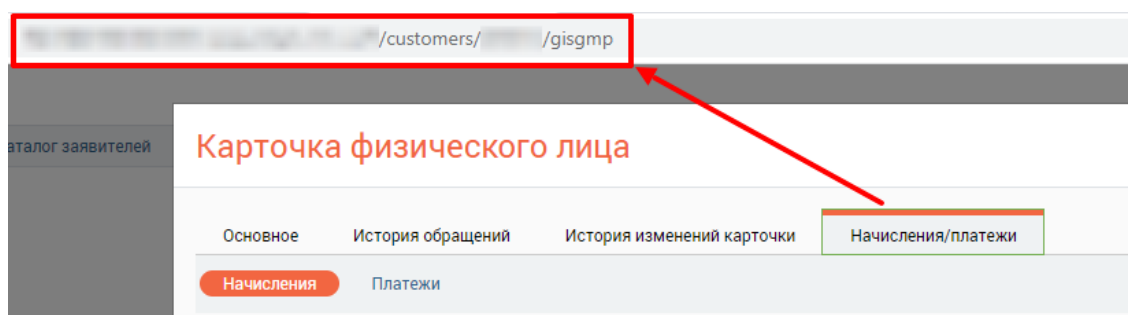 /customers/ /gisgmp
аталог заявителей
Карточка физического лица
Основное История обращений История изменений карточки Начисления/платежи
Начисления Платежи